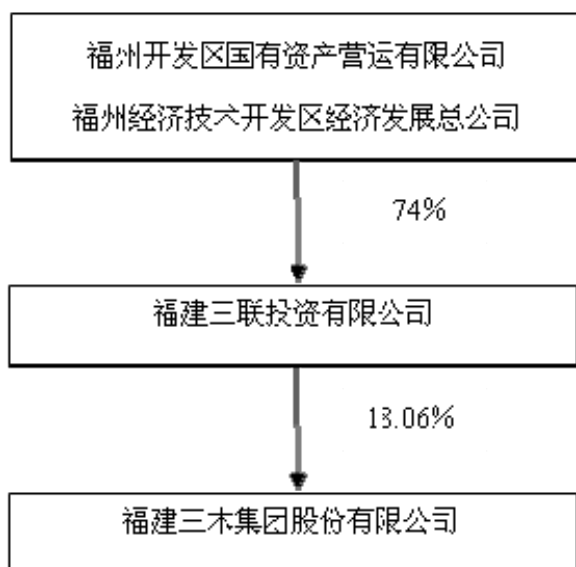 福州开发区国有资产营运有限公司
福州经济技术开发区经济发展总公司
74%
福建三联投资有限公司
18.06%
福建三木集团股份有限公司